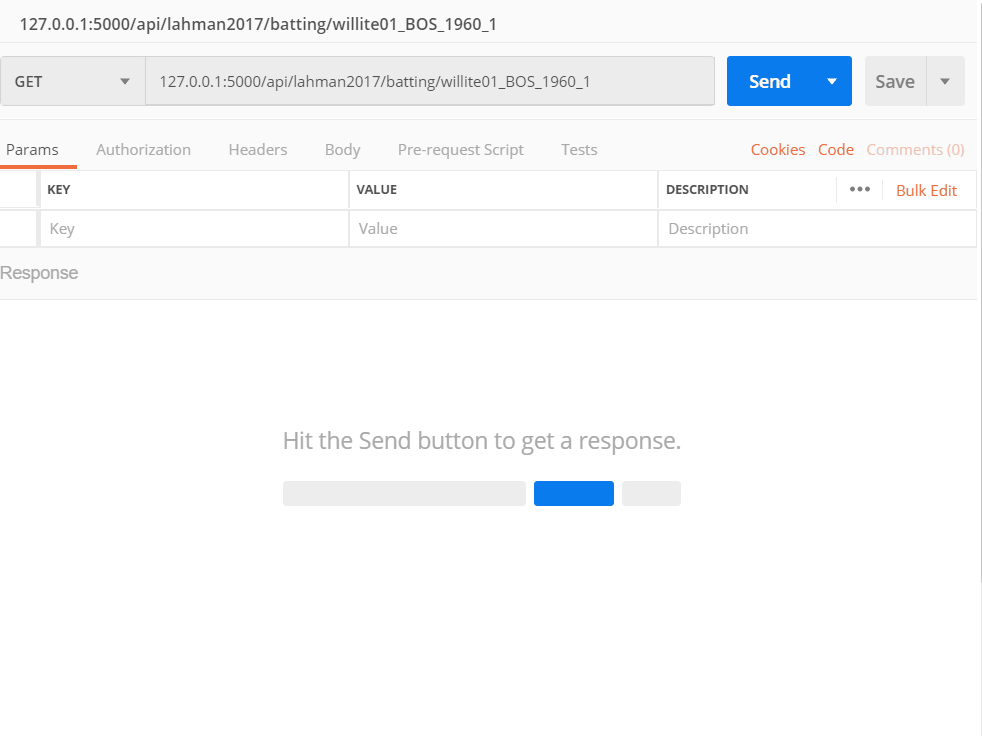 127.0.0.1:5000/api/lahman2017/batting/willite01_BOS_1960_1
GET 127.0.0.1:5000/api/lahman2017/batting/willite01_BOS_1960_1 Send Save
Params Authorization Headers Body Pre-request Script Tests Cookies Code Comments (0)
KEY VALUE DESCRIPTION ••• Bulk Edit
Key Value Description
Response
Hit the Send button to get a response.